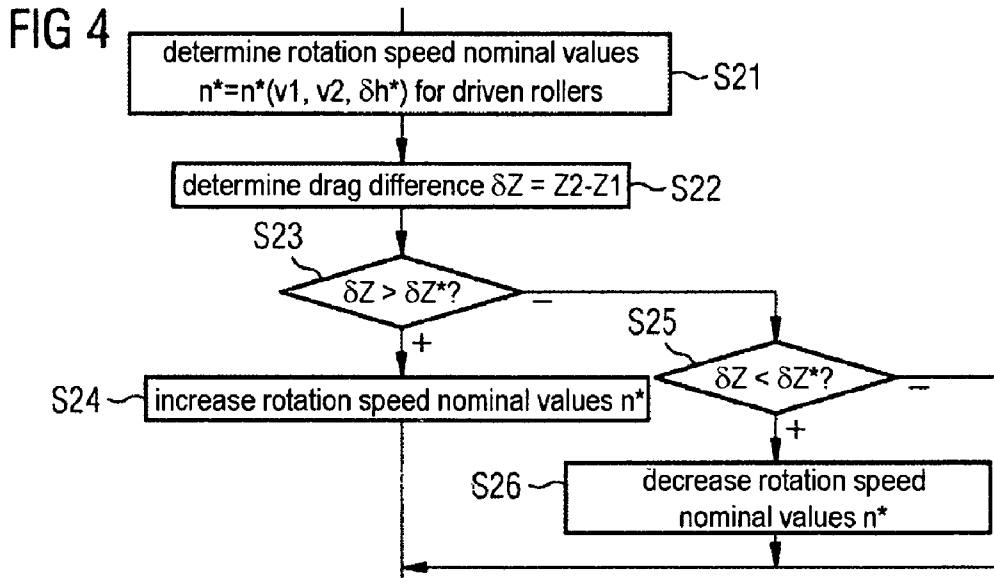 FIG 4
determine rotation speed nominal values
n*=n*(v1, v2, δh*) for driven rollers
S21
determine drag difference δZ = Z2-Z1
S22
S23
δZ > δZ*?
–
+
S25
δZ < δZ*?
–
+
S24
increase rotation speed nominal values n*
S26
decrease rotation speed
nominal values n*